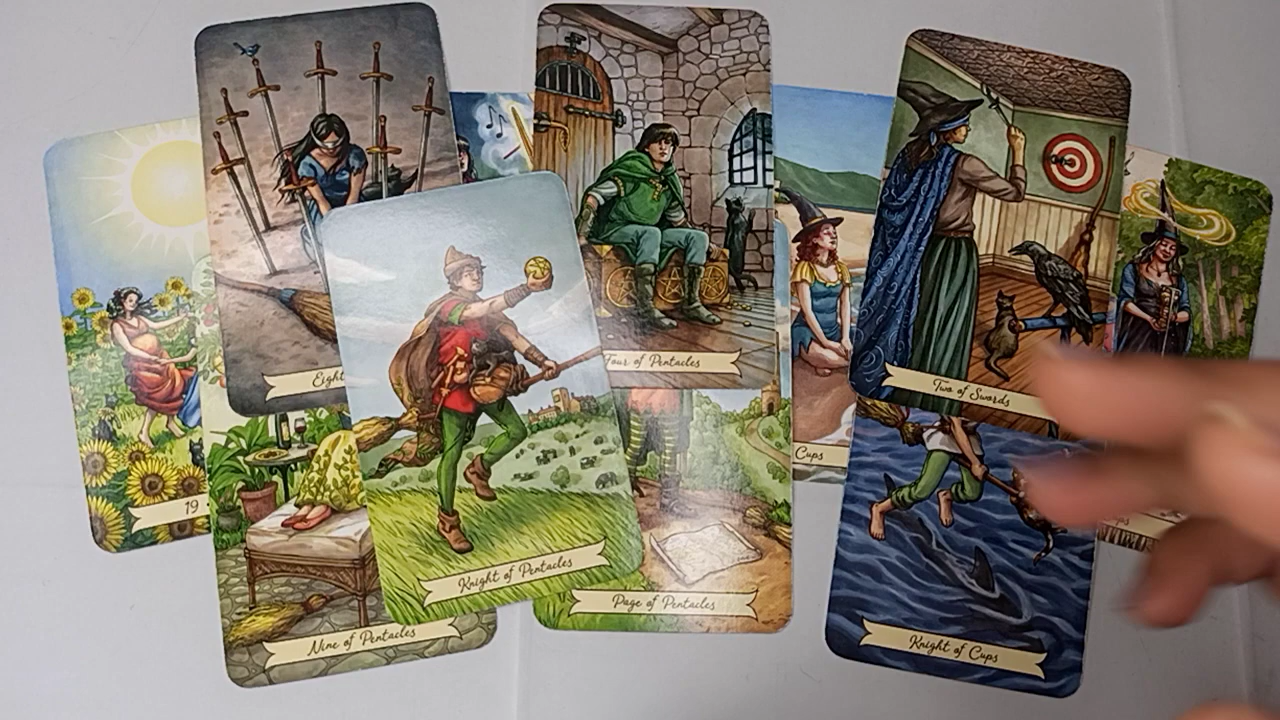 Eight
Four of Pentacles
Two of Swords
Cups
19
Knight of Pentacles
Page of Pentacles
Nine of Pentacles
Knight of Cups